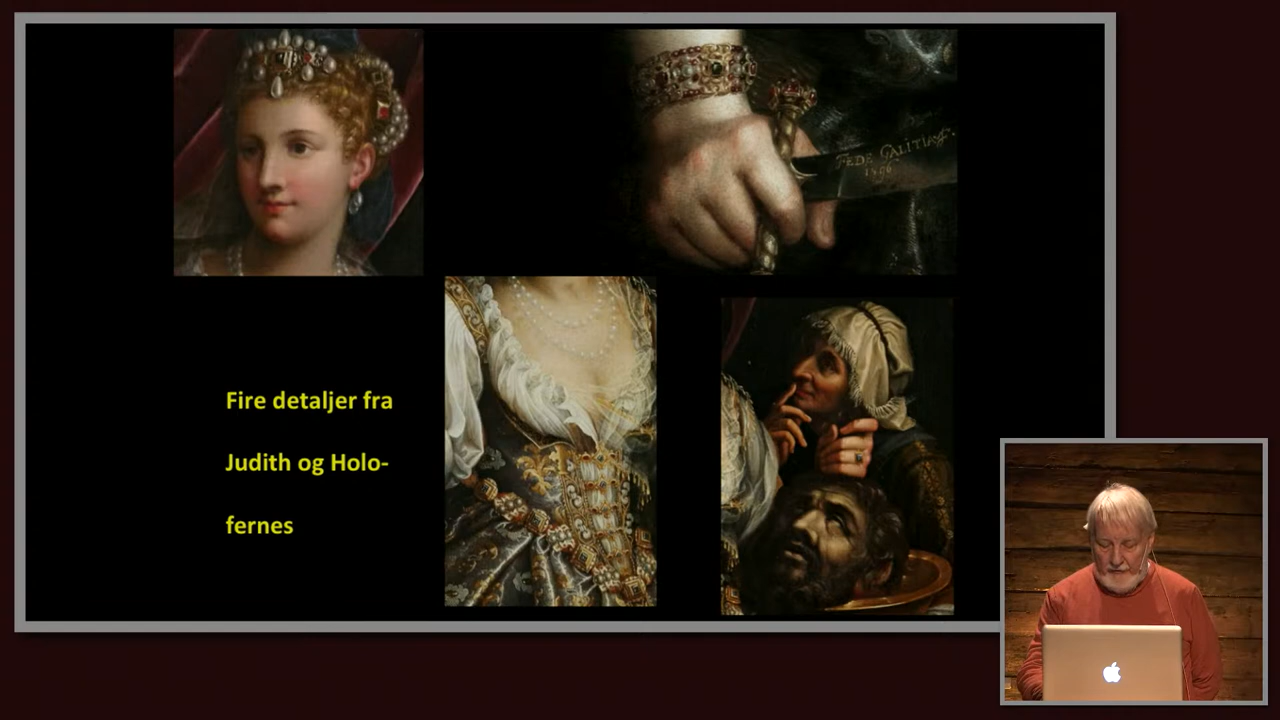 FEDE GALITIA F.
1596
Fire detaljer fra
Judith og Holo-
fernes